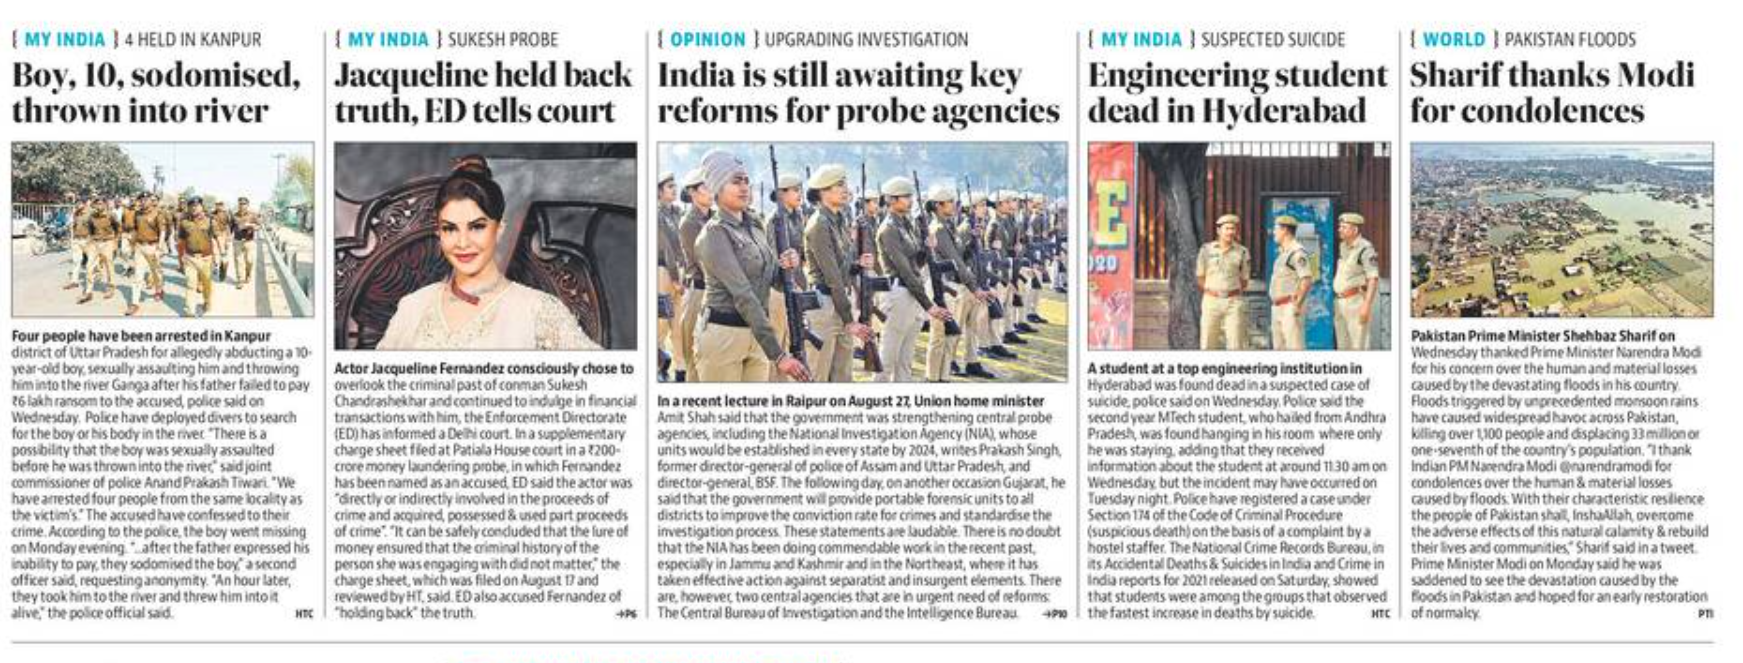 { MY INDIA } 4 HELD IN KANPUR
Boy, 10, sodomised,
thrown into river
Four people have been arrested in Kanpur
district of Uttar Pradesh for allegedly abducting a 10-
year-old boy, sexually assaulting him and throwing
him into the river Ganga after his father failed to pay
₹6 lakh ransom to the accused, police said on
Wednesday. Police have deployed divers to search
for the boy or his body in the river. "There is a
possibility that the boy was sexually assaulted
before he was thrown into the river," said joint
commissioner of police Anand Prakash Tiwari. "We
have arrested four people from the same locality as
the victim's." The accused have confessed to their
crime. According to the police, the boy went missing
on Monday evening. "...after the father expressed his
inability to pay, they sodomised the boy," a second
officer said, requesting anonymity. "An hour later,
they took him to the river and threw him into it
alive," the police official said. HTC
{ MY INDIA } SUKESH PROBE
Jacqueline held back
truth, ED tells court
Actor Jacqueline Fernandez consciously chose to
overlook the criminal past of conman Sukesh
Chandrashekhar and continued to indulge in financial
transactions with him, the Enforcement Directorate
(ED) has informed a Delhi court. In a supplementary
charge sheet filed at Patiala House court in a ₹200-
crore money laundering probe, in which Fernandez
has been named as an accused, ED said the actor was
"directly or indirectly involved in the proceeds of
crime and acquired, possessed & used part proceeds
of crime". "It can be safely concluded that the lure of
money ensured that the criminal history of the
person she was engaging with did not matter," the
charge sheet, which was filed on August 17 and
reviewed by HT, said. ED also accused Fernandez of
"holding back" the truth. →P6
{ OPINION } UPGRADING INVESTIGATION
India is still awaiting key
reforms for probe agencies
In a recent lecture in Raipur on August 27, Union home minister
Amit Shah said that the government was strengthening central probe
agencies, including the National Investigation Agency (NIA), whose
units would be established in every state by 2024, writes Prakash Singh,
former director-general of police of Assam and Uttar Pradesh, and
director-general, BSF. The following day, on another occasion Gujarat, he
said that the government will provide portable forensic units to all
districts to improve the conviction rate for crimes and standardise the
investigation process. These statements are laudable. There is no doubt
that the NIA has been doing commendable work in the recent past,
especially in Jammu and Kashmir and in the Northeast, where it has
taken effective action against separatist and insurgent elements. There
are, however, two central agencies that are in urgent need of reforms:
The Central Bureau of Investigation and the Intelligence Bureau. →P10
{ MY INDIA } SUSPECTED SUICIDE
Engineering student
dead in Hyderabad
E
020
A student at a top engineering institution in
Hyderabad was found dead in a suspected case of
suicide, police said on Wednesday. Police said the
second year MTech student, who hailed from Andhra
Pradesh, was found hanging in his room where only
he was staying, adding that they received
information about the student at around 11:30 am on
Wednesday, but the incident may have occurred on
Tuesday night. Police have registered a case under
Section 174 of the Code of Criminal Procedure
(suspicious death) on the basis of a complaint by a
hostel staffer. The National Crime Records Bureau, in
its Accidental Deaths & Suicides in India and Crime in
India reports for 2021 released on Saturday, showed
that students were among the groups that observed
the fastest increase in deaths by suicide. HTC
{ WORLD } PAKISTAN FLOODS
Sharif thanks Modi
for condolences
Pakistan Prime Minister Shehbaz Sharif on
Wednesday thanked Prime Minister Narendra Modi
for his concern over the human and material losses
caused by the devastating floods in his country.
Floods triggered by unprecedented monsoon rains
have caused widespread havoc across Pakistan,
killing over 1,100 people and displacing 33 million or
one-seventh of the country's population. "I thank
Indian PM Narendra Modi @narendramodi for
condolences over the human & material losses
caused by floods. With their characteristic resilience
the people of Pakistan shall, InshaAllah, overcome
the adverse effects of this natural calamity & rebuild
their lives and communities," Sharif said in a tweet.
Prime Minister Modi on Monday said he was
saddened to see the devastation caused by the
floods in Pakistan and hoped for an early restoration
of normalcy. PTI